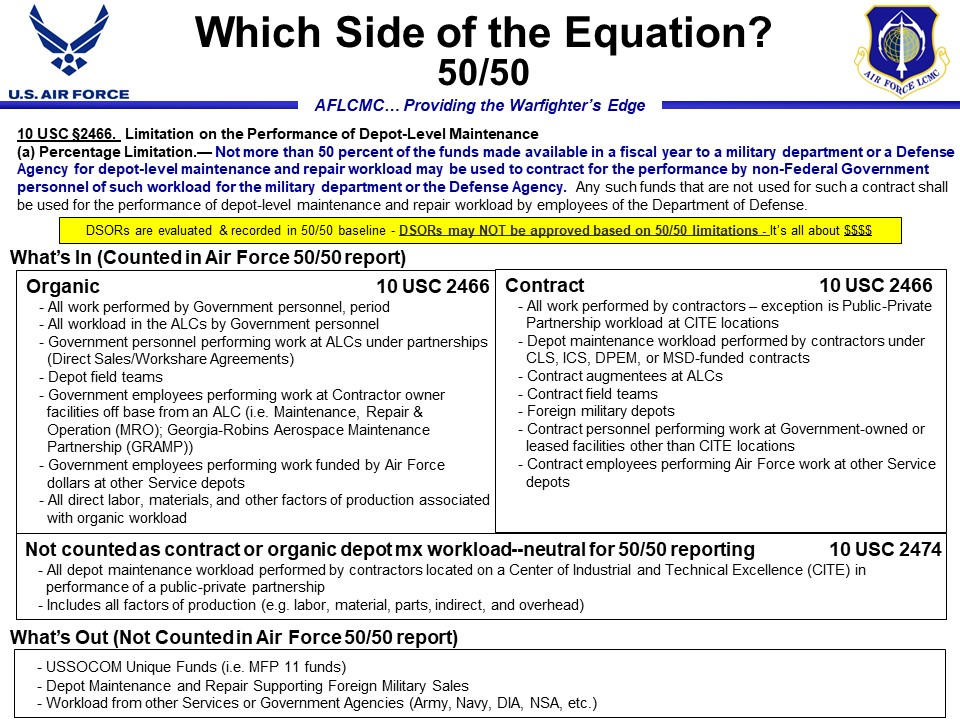 Which Side of the Equation?
50/50
U.S. AIR FORCE
AIR FORCE LCMC
AFLCMC… Providing the Warfighter’s Edge
10 USC §2466.  Limitation on the Performance of Depot-Level Maintenance
(a) Percentage Limitation.— Not more than 50 percent of the funds made available in a fiscal year to a military department or a Defense
Agency for depot-level maintenance and repair workload may be used to contract for the performance by non-Federal Government
personnel of such workload for the military department or the Defense Agency.  Any such funds that are not used for such a contract shall
be used for the performance of depot-level maintenance and repair workload by employees of the Department of Defense.
DSORs are evaluated & recorded in 50/50 baseline - DSORs may NOT be approved based on 50/50 limitations - It’s all about $$$$
What’s In (Counted in Air Force 50/50 report)
Organic 10 USC 2466
- All work performed by Government personnel, period
- All workload in the ALCs by Government personnel
- Government personnel performing work at ALCs under partnerships
(Direct Sales/Workshare Agreements)
- Depot field teams
- Government employees performing work at Contractor owner
facilities off base from an ALC (i.e. Maintenance, Repair &
Operation (MRO); Georgia-Robins Aerospace Maintenance
Partnership (GRAMP))
- Government employees performing work funded by Air Force
dollars at other Service depots
- All direct labor, materials, and other factors of production associated
with organic workload
Contract 10 USC 2466
- All work performed by contractors – exception is Public-Private
Partnership workload at CITE locations
- Depot maintenance workload performed by contractors under
CLS, ICS, DPEM, or MSD-funded contracts
- Contract augmentees at ALCs
- Contract field teams
- Foreign military depots
- Contract personnel performing work at Government-owned or
leased facilities other than CITE locations
- Contract employees performing Air Force work at other Service
depots
Not counted as contract or organic depot mx workload--neutral for 50/50 reporting 10 USC 2474
- All depot maintenance workload performed by contractors located on a Center of Industrial and Technical Excellence (CITE) in
performance of a public-private partnership
- Includes all factors of production (e.g. labor, material, parts, indirect, and overhead)
What’s Out (Not Counted in Air Force 50/50 report)
- USSOCOM Unique Funds (i.e. MFP 11 funds)
- Depot Maintenance and Repair Supporting Foreign Military Sales
- Workload from other Services or Government Agencies (Army, Navy, DIA, NSA, etc.)